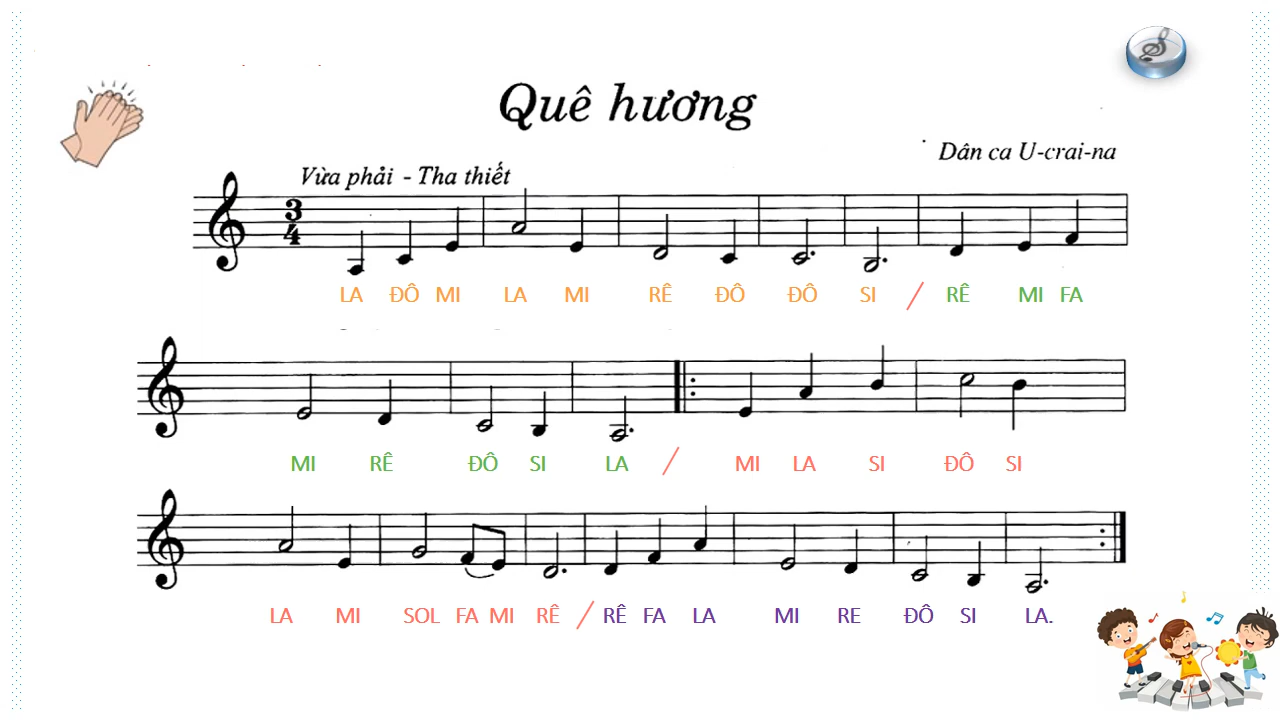 Quê hương
Dân ca U-crai-na
Vừa phải - Tha thiết
3
4
LA ĐÔ MI LA MI RÊ ĐÔ ĐÔ SI / RÊ MI FA
MI RÊ ĐÔ SI LA / MI LA SI ĐÔ SI
LA MI SOL FA MI RÊ / RÊ FA LA MI RE ĐÔ SI LA.